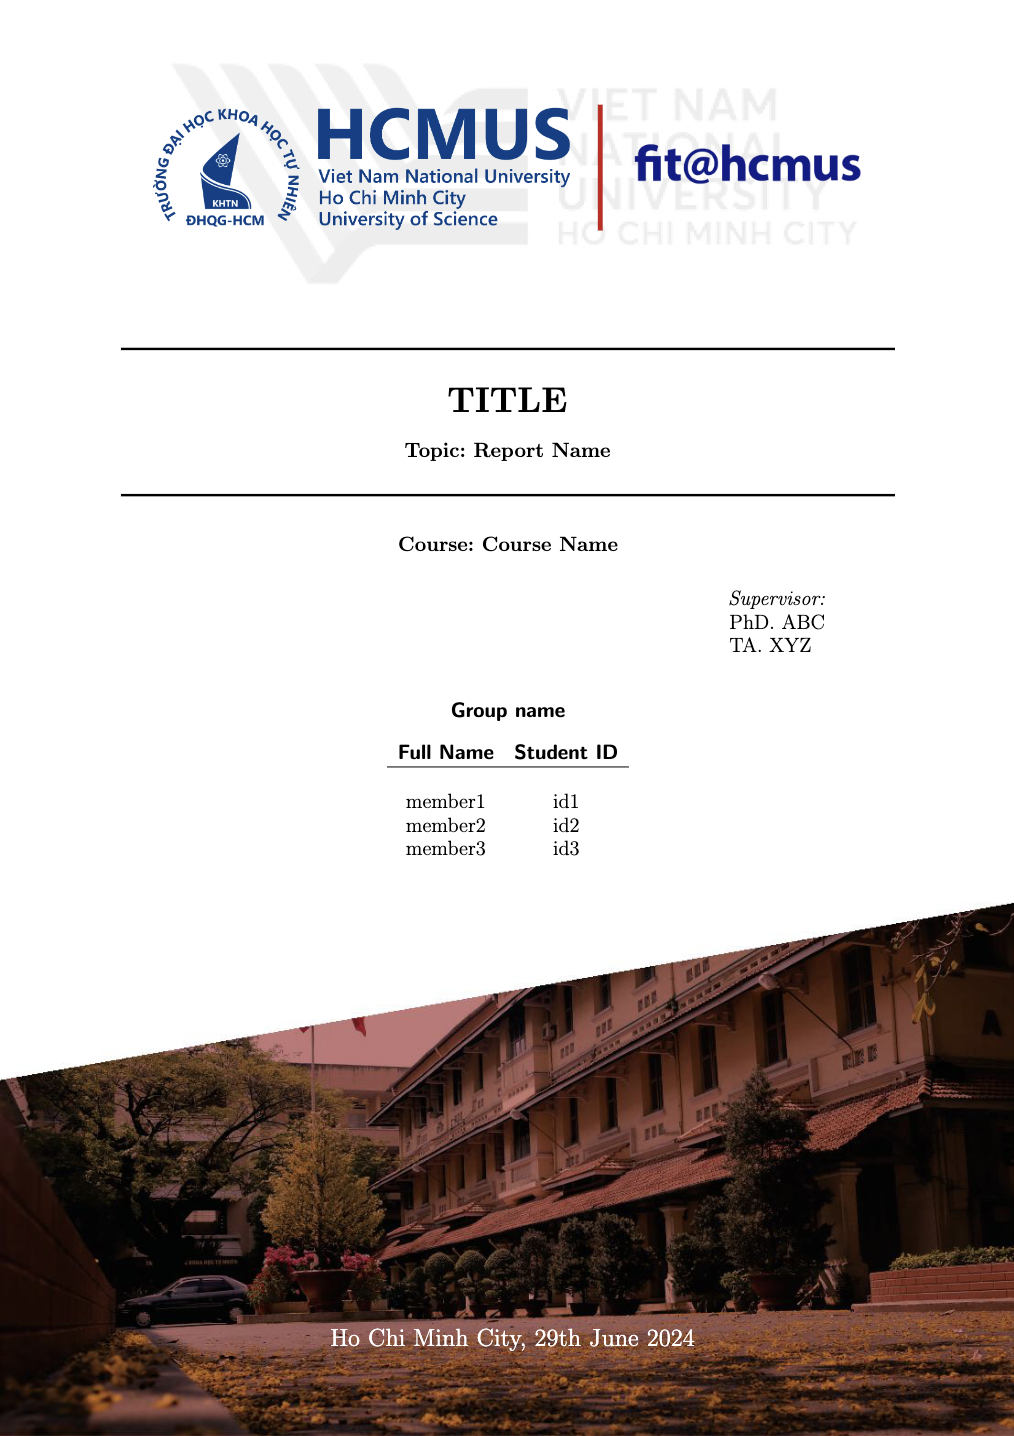 TRƯỜNG ĐẠI HỌC KHOA HỌC TỰ NHIÊN
KHTN
ĐHQG-HCM
HCMUS
Viet Nam National University
Ho Chi Minh City
University of Science
VIET NAM
NATIONAL
UNIVERSITY
HO CHI MINH CITY
fit@hcmus
TITLE
Topic: Report Name
Course: Course Name
Supervisor:
PhD. ABC
TA. XYZ
Group name
Full Name Student ID
member1 id1
member2 id2
member3 id3
A
Ho Chi Minh City, 29th June 2024